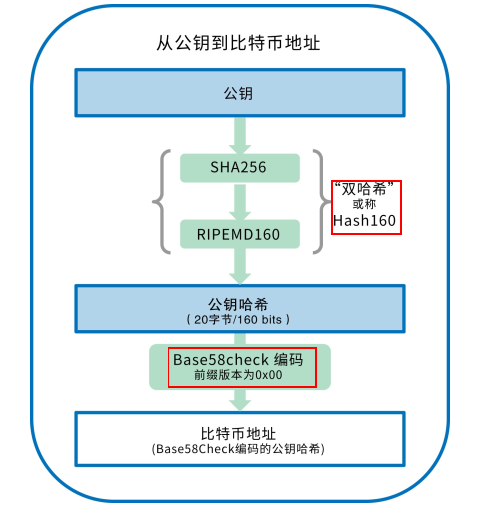 从公钥到比特币地址
公钥
SHA256
“双哈希”
或称
Hash160
RIPEMD160
公钥哈希
( 20字节/160 bits )
Base58check 编码
前缀版本为0x00
比特币地址
(Base58Check编码的公钥哈希)